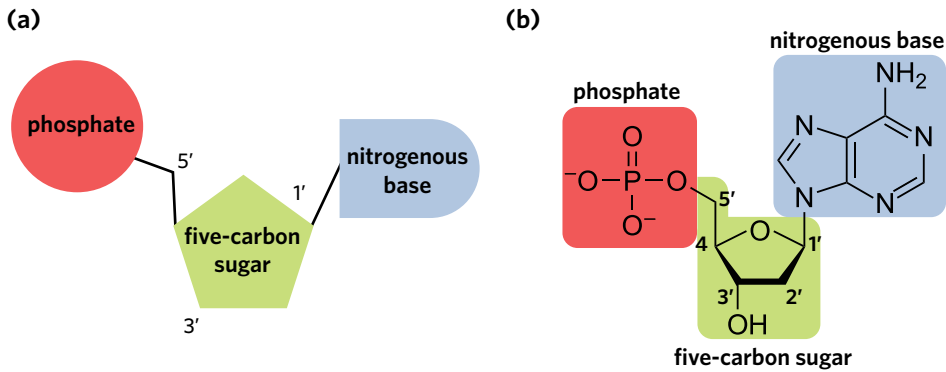 (a)
phosphate
5′
1′
nitrogenous
base
five-carbon
sugar
3′
(b)
nitrogenous base
NH₂
phosphate
N
N
O
⁻O
P
O
O⁻
N
N
5′
4
O
1′
3′
2′
OH
five-carbon sugar